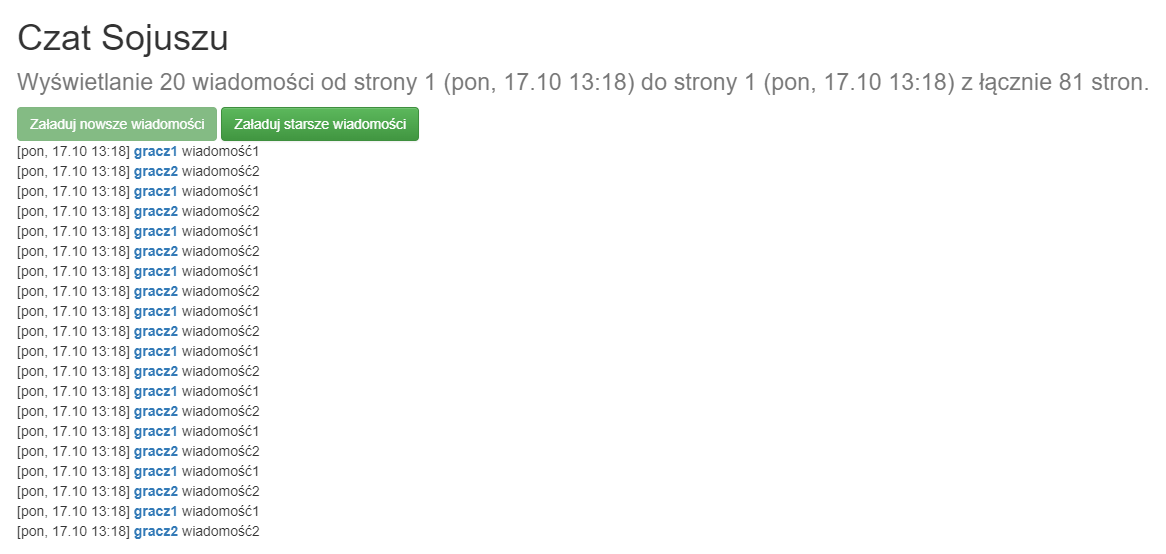 Czat Sojuszu
Wyświetlanie 20 wiadomości od strony 1 (pon, 17.10 13:18) do strony 1 (pon, 17.10 13:18) z łącznie 81 stron.
Załaduj nowsze wiadomości Załaduj starsze wiadomości
[pon, 17.10 13:18] gracz1 wiadomość1
[pon, 17.10 13:18] gracz2 wiadomość2
[pon, 17.10 13:18] gracz1 wiadomość1
[pon, 17.10 13:18] gracz2 wiadomość2
[pon, 17.10 13:18] gracz1 wiadomość1
[pon, 17.10 13:18] gracz2 wiadomość2
[pon, 17.10 13:18] gracz1 wiadomość1
[pon, 17.10 13:18] gracz2 wiadomość2
[pon, 17.10 13:18] gracz1 wiadomość1
[pon, 17.10 13:18] gracz2 wiadomość2
[pon, 17.10 13:18] gracz1 wiadomość1
[pon, 17.10 13:18] gracz2 wiadomość2
[pon, 17.10 13:18] gracz1 wiadomość1
[pon, 17.10 13:18] gracz2 wiadomość2
[pon, 17.10 13:18] gracz1 wiadomość1
[pon, 17.10 13:18] gracz2 wiadomość2
[pon, 17.10 13:18] gracz1 wiadomość1
[pon, 17.10 13:18] gracz2 wiadomość2
[pon, 17.10 13:18] gracz1 wiadomość1
[pon, 17.10 13:18] gracz2 wiadomość2